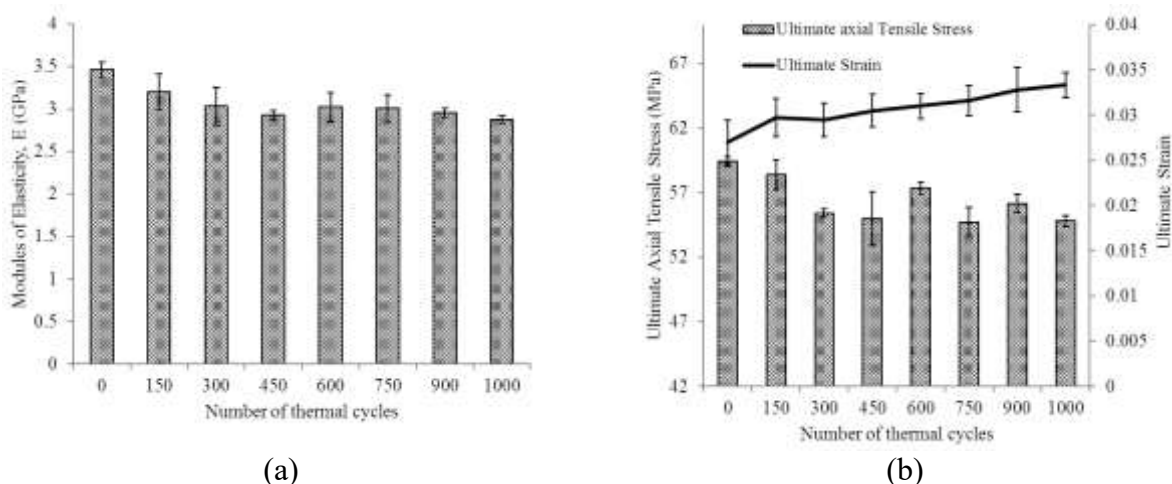 4
3.5
3
2.5
2
1.5
1
0.5
0
Modules of Elasticity, E (GPa)
0 150 300 450 600 750 900 1000
Number of thermal cycles
(a)
Ultimate axial Tensile Stress
Ultimate Strain
67
62
57
52
47
42
Ultimate Axial Tensile Stress (MPa)
0.04
0.035
0.03
0.025
0.02
0.015
0.01
0.005
0
Ultimate Strain
0 150 300 450 600 750 900 1000
Number of thermal cycles
(b)